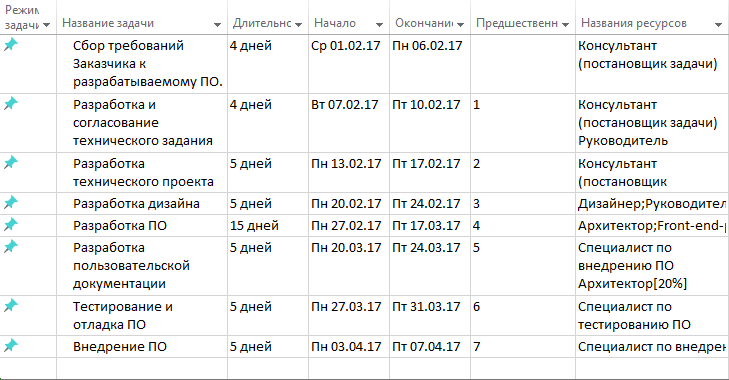 Режим Название задачи Длительно Начало Окончани Предшественн Названия ресурсов
задачи
Сбор требований 4 дней Ср 01.02.17 Пн 06.02.17 Консультант
Заказчика к (постановщик задачи)
разрабатываемому ПО.
Разработка и 4 дней Вт 07.02.17 Пт 10.02.17 1 Консультант
согласование (постановщик задачи)
технического задания Руководитель
Разработка 5 дней Пн 13.02.17 Пт 17.02.17 2 Консультант
технического проекта (постановщик
Разработка дизайна 5 дней Пн 20.02.17 Пт 24.02.17 3 Дизайнер;Руководител
Разработка ПО 15 дней Пн 27.02.17 Пт 17.03.17 4 Архитектор;Front-end-
Разработка 5 дней Пн 20.03.17 Пт 24.03.17 5 Специалист по
пользовательской внедрению ПО
документации Архитектор[20%]
Тестирование и 5 дней Пн 27.03.17 Пт 31.03.17 6 Специалист по
отладка ПО тестированию ПО
Внедрение ПО 5 дней Пн 03.04.17 Пт 07.04.17 7 Специалист по внедрен